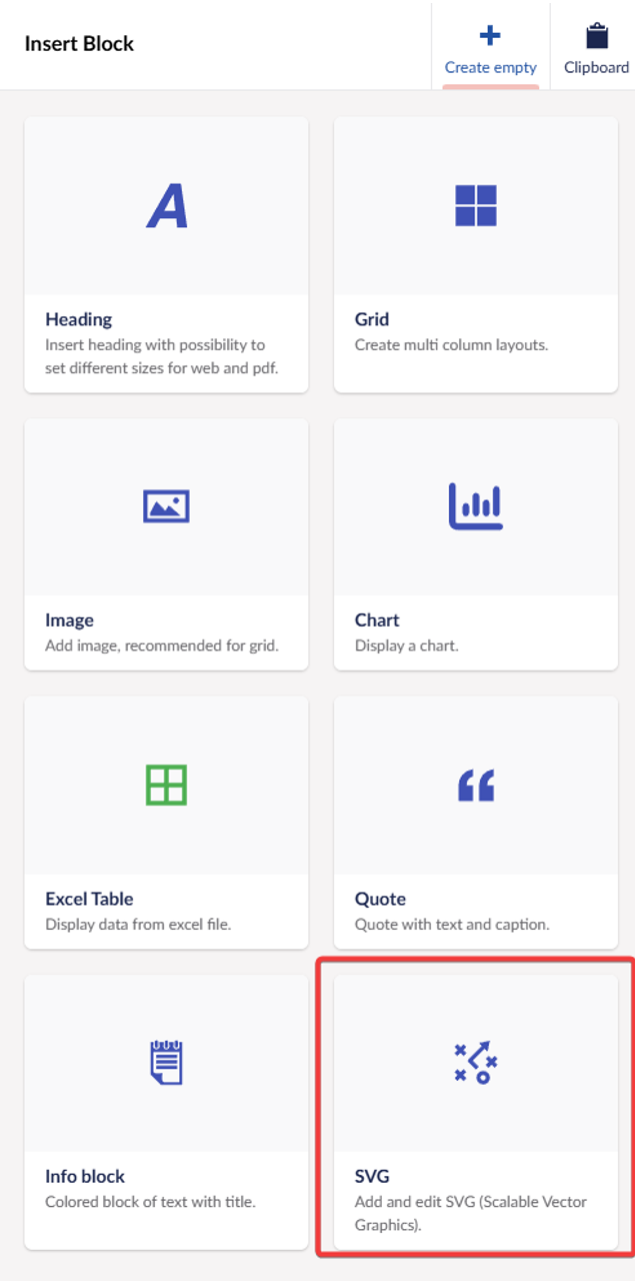 Insert Block
Create empty
Clipboard
Heading
Insert heading with possibility to
set different sizes for web and pdf.
Grid
Create multi column layouts.
Image
Add image, recommended for grid.
Chart
Display a chart.
Excel Table
Display data from excel file.
Quote
Quote with text and caption.
Info block
Colored block of text with title.
SVG
Add and edit SVG (Scalable Vector
Graphics).